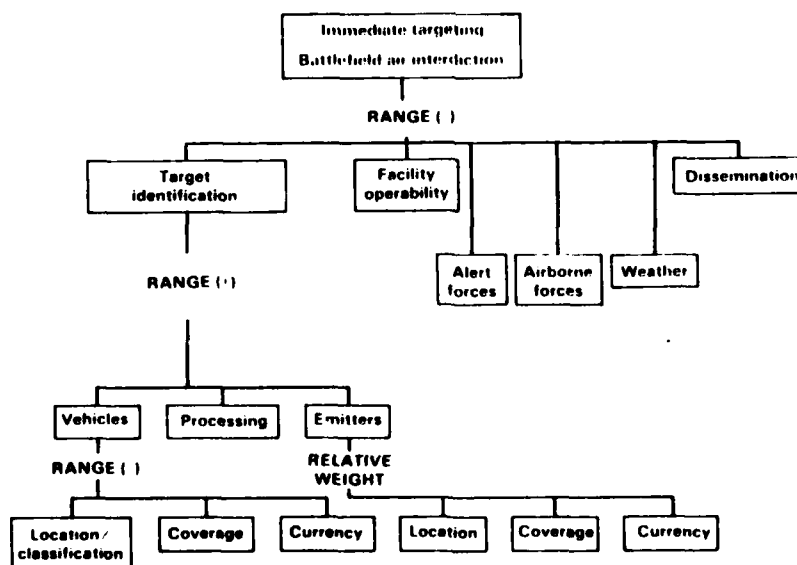 Immediate targeting
Battlefield air interdiction
RANGE ( )
Target
identification
Facility
operability
Dissemination
Alert
forces
Airborne
forces
Weather
RANGE (·)
Vehicles
Processing
Emitters
RANGE ( )
RELATIVE
WEIGHT
Location/
classification
Coverage
Currency
Location
Coverage
Currency